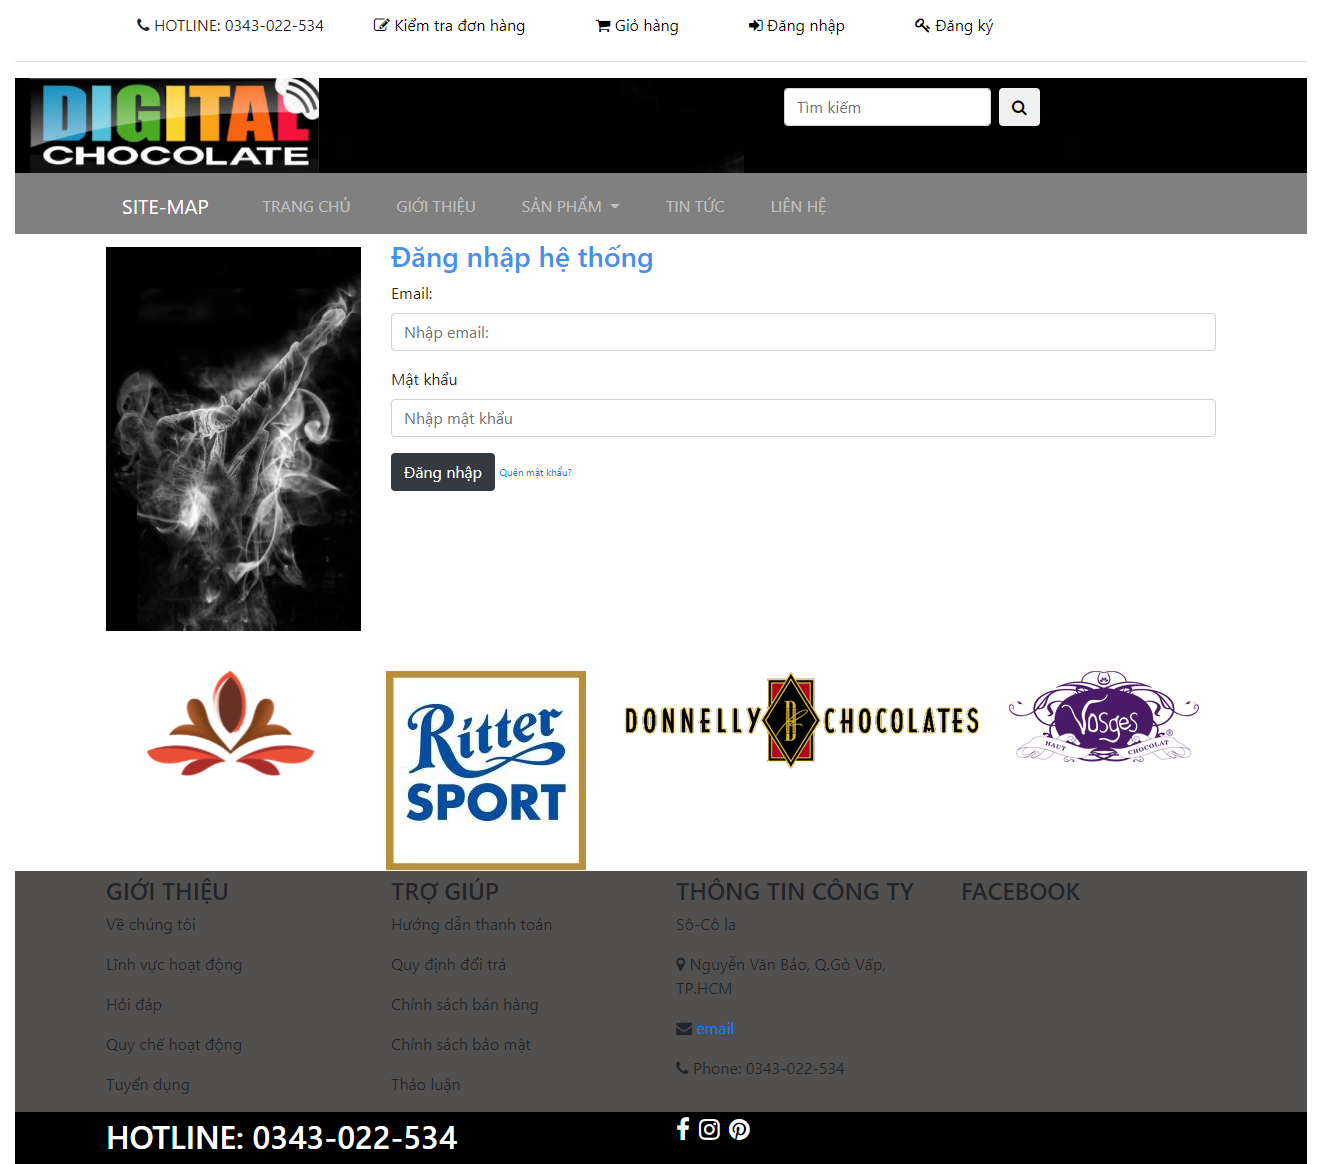 HOTLINE: 0343-022-534
Kiểm tra đơn hàng
Giỏ hàng
Đăng nhập
Đăng ký
DIGITAL
CHOCOLATE
Tìm kiếm
SITE-MAP
TRANG CHỦ
GIỚI THIỆU
SẢN PHẨM
TIN TỨC
LIÊN HỆ
Đăng nhập hệ thống
Email:
Nhập email:
Mật khẩu
Nhập mật khẩu
Đăng nhập
Quên mật khẩu?
Ritter
SPORT
DONNELLY D CHOCOLATES
Vosges®
HAUT CHOCOLAT
GIỚI THIỆU
Về chúng tôi
Lĩnh vực hoạt động
Hỏi đáp
Quy chế hoạt động
Tuyển dụng
TRỢ GIÚP
Hướng dẫn thanh toán
Quy định đổi trả
Chính sách bán hàng
Chính sách bảo mật
Thảo luận
THÔNG TIN CÔNG TY
Sô-Cô la
Nguyễn Văn Bảo, Q.Gò Vấp,
TP.HCM
email
Phone: 0343-022-534
FACEBOOK
HOTLINE: 0343-022-534